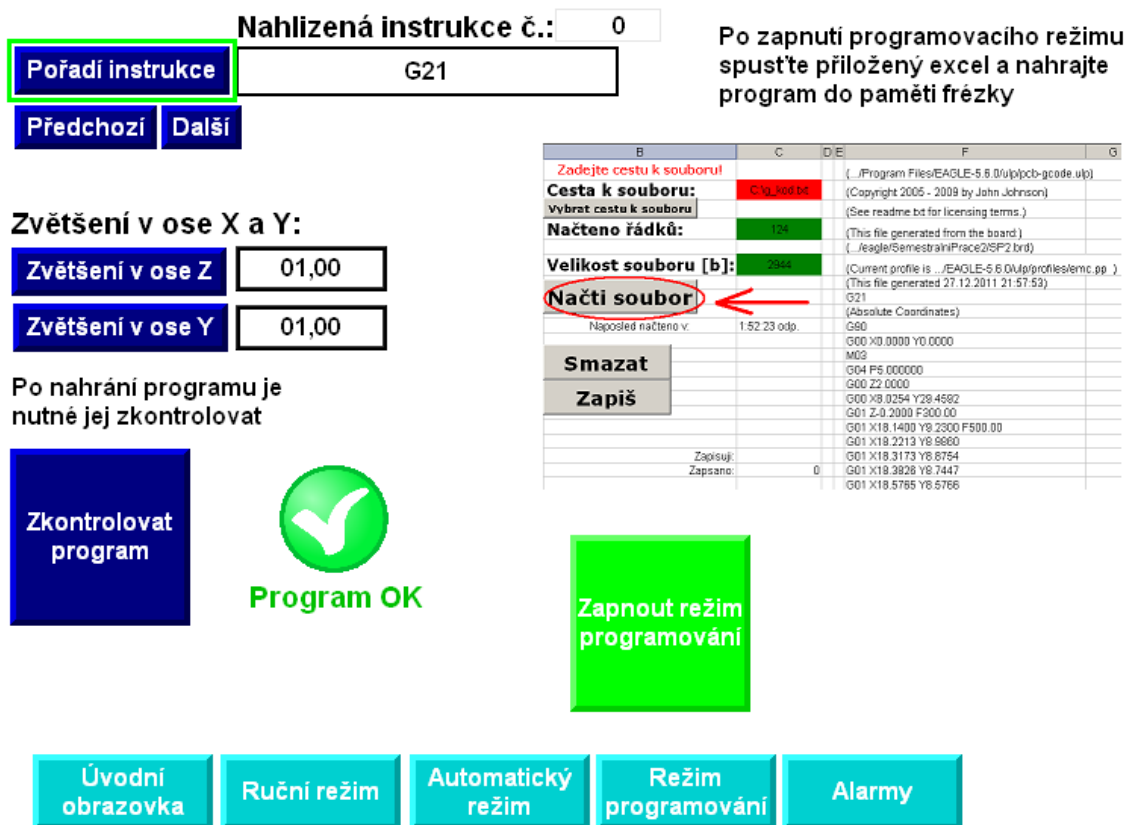 Nahlizená instrukce č.: 0
Pořadí instrukce
G21
Předchozí
Další
Po zapnutí programovacího režimu
spusťte přiložený excel a nahrajte
program do paměti frézky
Zvětšení v ose X a Y:
Zvětšení v ose Z
01,00
Zvětšení v ose Y
01,00
Po nahrání programu je
nutné jej zkontrolovat
Zkontrolovat
program
Program OK
B C D E F G
Zadejte cestu k souboru!
Cesta k souboru: C:\g_kod.txt
Vybrat cestu k souboru
Načteno řádků: 124
Velikost souboru [b]: 2944
Načti soubor
Naposled načteno v: 1:52:23 odp.
Smazat
Zapiš
Zapisuji:
Zapsano: 0
(.../Program Files/EAGLE-5.6.0/ulp/pcb-gcode.ulp)
(Copyright 2005 - 2009 by John Johnson)
(See readme.txt for licensing terms.)
(This file generated from the board:)
(.../eagle/SemestralniPrace2/SP2.brd)
(Current profile is .../EAGLE-5.6.0/ulp/profiles/emc.pp )
(This file generated 27.12.2011 21:57:53)
G21
(Absolute Coordinates)
G90
G00 X0.0000 Y0.0000
M03
G04 P5.000000
G00 Z2.0000
G00 X8.0254 Y29.4592
G01 Z-0.2000 F300.00
G01 X18.1400 Y9.2300 F500.00
G01 X18.2213 Y8.9860
G01 X18.3173 Y8.8754
G01 X18.3826 Y8.7447
G01 X18.5765 Y8.5766
Zapnout režim
programování
Úvodní
obrazovka
Ruční režim
Automatický
režim
Režim
programování
Alarmy